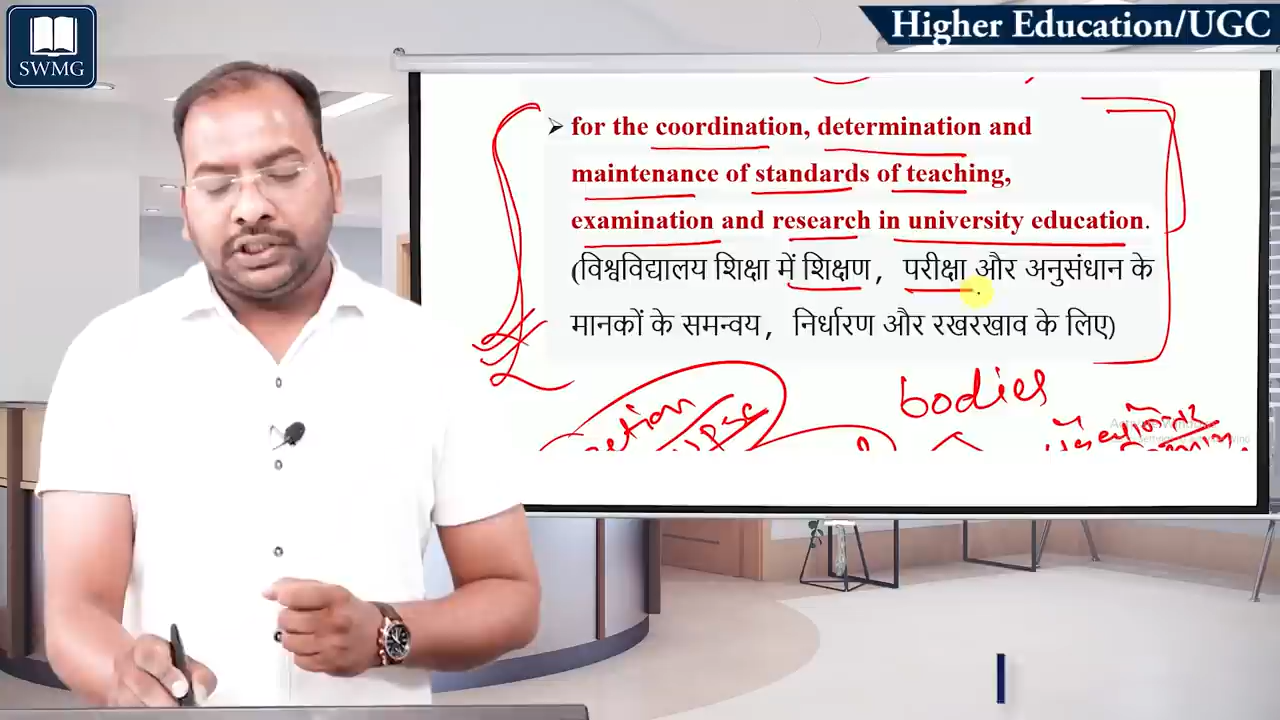 SWMG
Higher Education/UGC
➢ for the coordination, determination and
maintenance of standards of teaching,
examination and research in university education.
(विश्वविद्यालय शिक्षा में शिक्षण, परीक्षा और अनुसंधान के
मानकों के समन्वय, निर्धारण और रखरखाव के लिए)
bodies